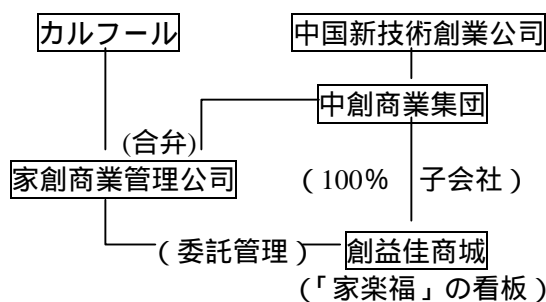 カルフール 中国新技術創業公司
中創商業集団
(合弁)
家創商業管理公司 (100% 子会社)
(委託管理) 創益佳商城
(「家楽福」の看板)